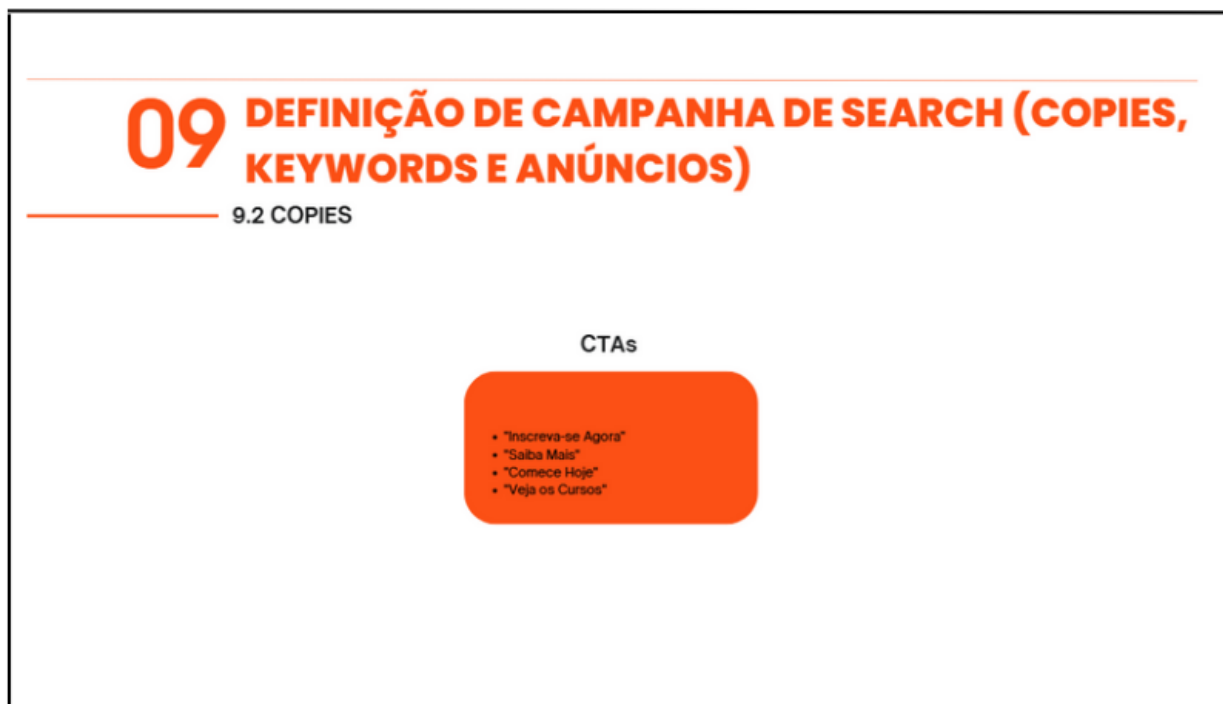 09
DEFINIÇÃO DE CAMPANHA DE SEARCH (COPIES,
KEYWORDS E ANÚNCIOS)
9.2 COPIES
CTAs
• "Inscreva-se Agora"
• "Saiba Mais"
• "Comece Hoje"
• "Veja os Cursos"